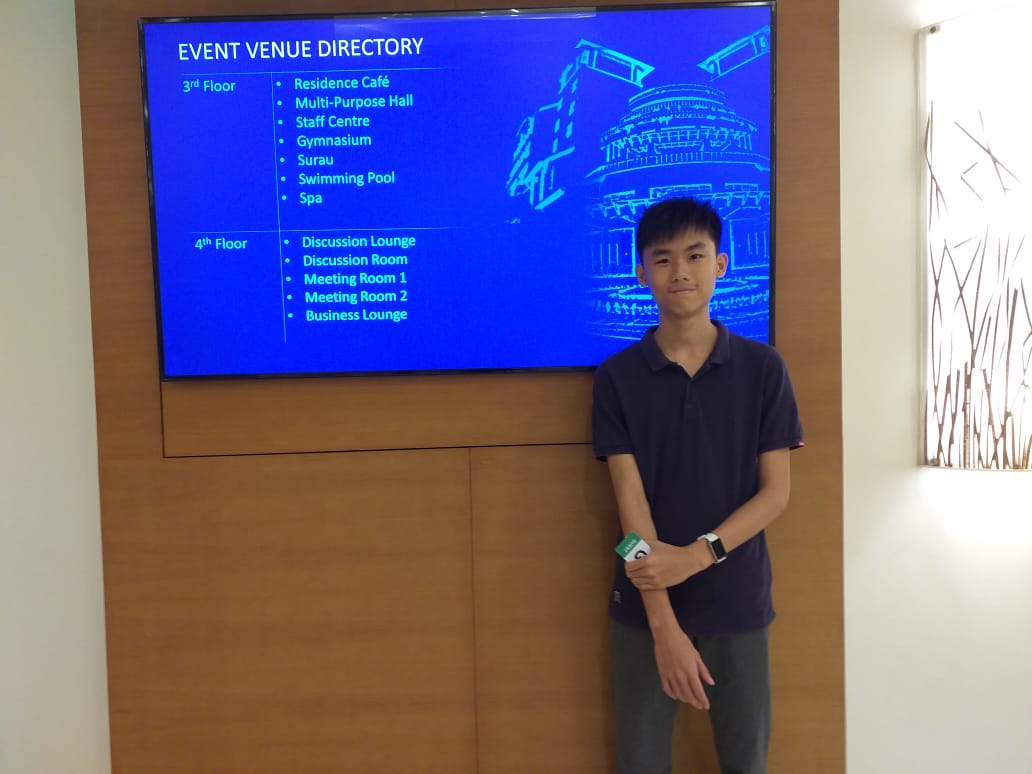 EVENT VENUE DIRECTORY
3rd Floor
• Residence Café
• Multi-Purpose Hall
• Staff Centre
• Gymnasium
• Surau
• Swimming Pool
• Spa
4th Floor
• Discussion Lounge
• Discussion Room
• Meeting Room 1
• Meeting Room 2
• Business Lounge
G